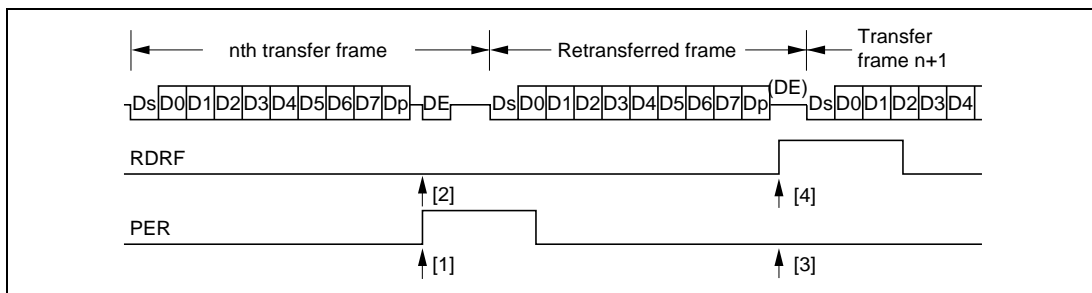 nth transfer frame
Retransferred frame
Transfer
frame n+1
Ds D0 D1 D2 D3 D4 D5 D6 D7 Dp DE Ds D0 D1 D2 D3 D4 D5 D6 D7 Dp (DE) Ds D0 D1 D2 D3 D4
RDRF
[2] [4]
PER
[1] [3]